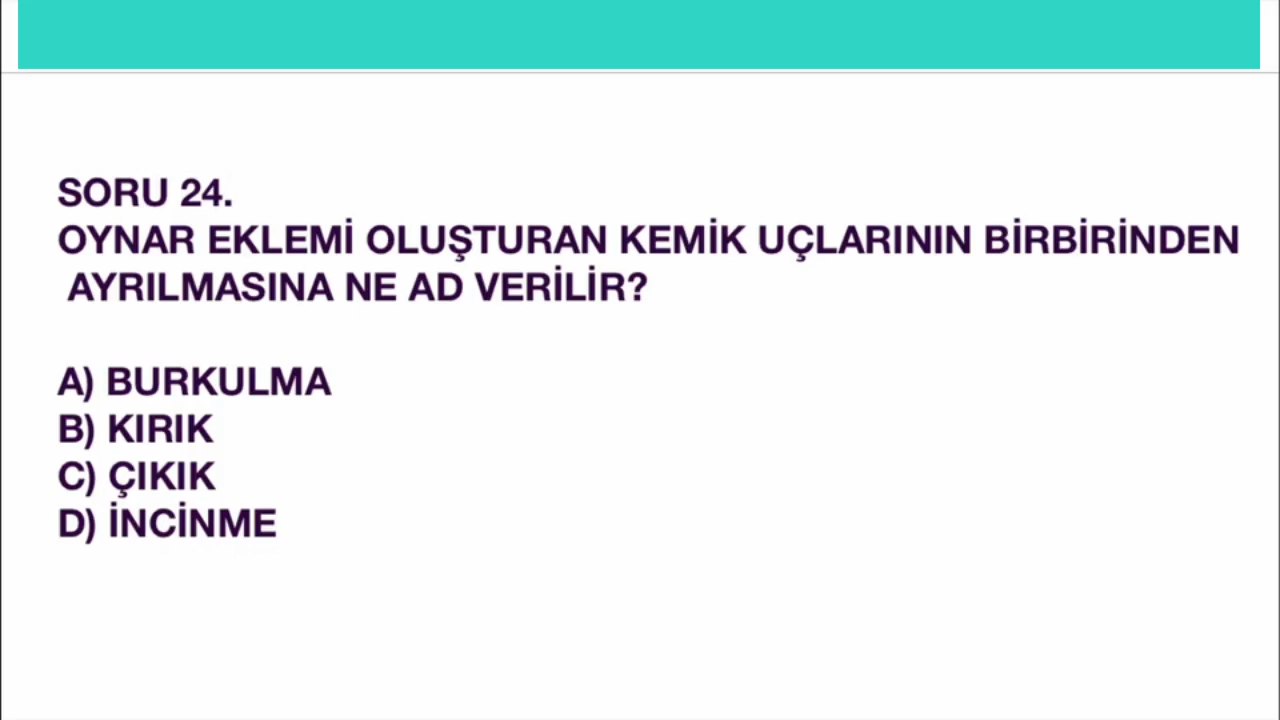 SORU 24.
OYNAR EKLEMİ OLUŞTURAN KEMİK UÇLARININ BİRBİRİNDEN
AYRILMASINA NE AD VERİLİR?
A) BURKULMA
B) KIRIK
C) ÇIKIK
D) İNCİNME